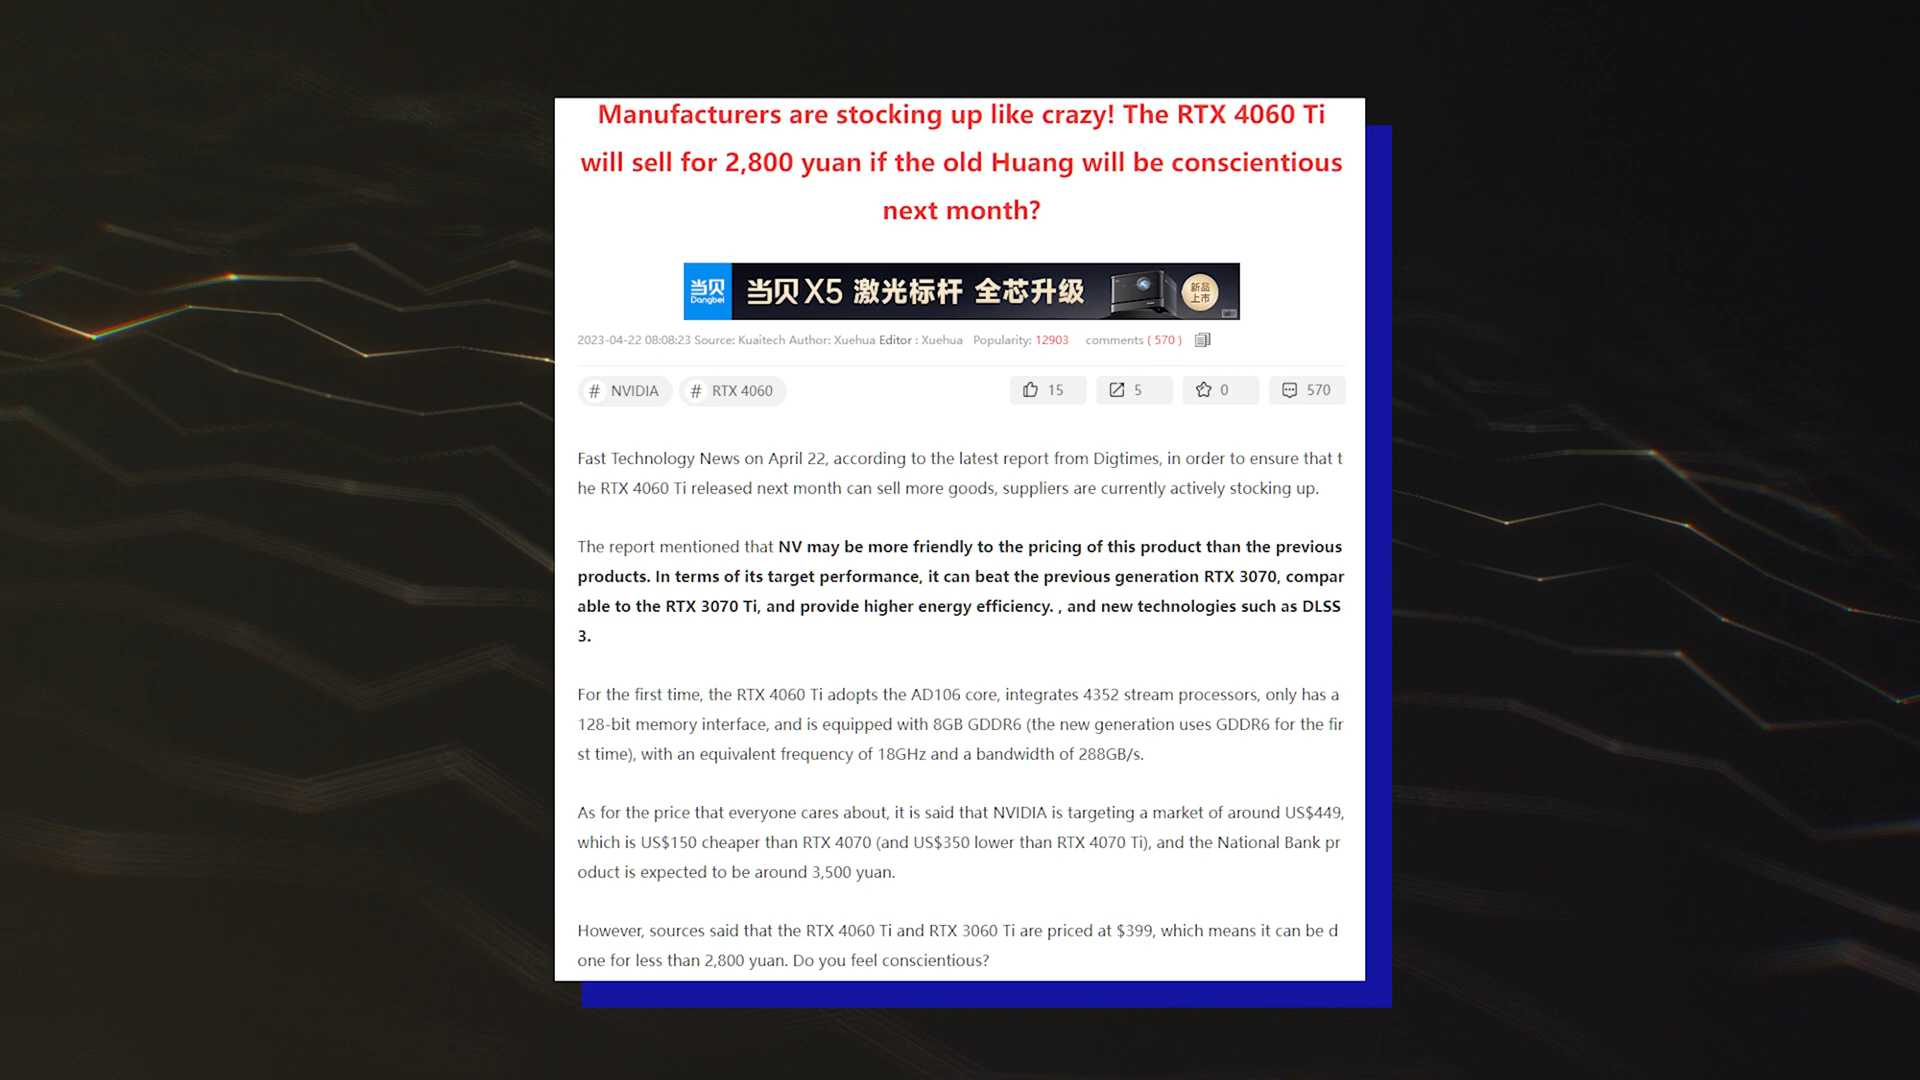 Manufacturers are stocking up like crazy! The RTX 4060 Ti
will sell for 2,800 yuan if the old Huang will be conscientious
next month?
当贝
Dangbei
当贝X5 激光标杆 全芯升级
新品
上市
2023-04-22 08:08:23 Source: Kuaitech Author: Xuehua Editor : Xuehua Popularity: 12903 comments ( 570 )
# NVIDIA # RTX 4060 15 5 0 570
Fast Technology News on April 22, according to the latest report from Digtimes, in order to ensure that t
he RTX 4060 Ti released next month can sell more goods, suppliers are currently actively stocking up.
The report mentioned that NV may be more friendly to the pricing of this product than the previous
products. In terms of its target performance, it can beat the previous generation RTX 3070, compar
able to the RTX 3070 Ti, and provide higher energy efficiency. , and new technologies such as DLSS
3.
For the first time, the RTX 4060 Ti adopts the AD106 core, integrates 4352 stream processors, only has a
128-bit memory interface, and is equipped with 8GB GDDR6 (the new generation uses GDDR6 for the fir
st time), with an equivalent frequency of 18GHz and a bandwidth of 288GB/s.
As for the price that everyone cares about, it is said that NVIDIA is targeting a market of around US$449,
which is US$150 cheaper than RTX 4070 (and US$350 lower than RTX 4070 Ti), and the National Bank pr
oduct is expected to be around 3,500 yuan.
However, sources said that the RTX 4060 Ti and RTX 3060 Ti are priced at $399, which means it can be d
one for less than 2,800 yuan. Do you feel conscientious?